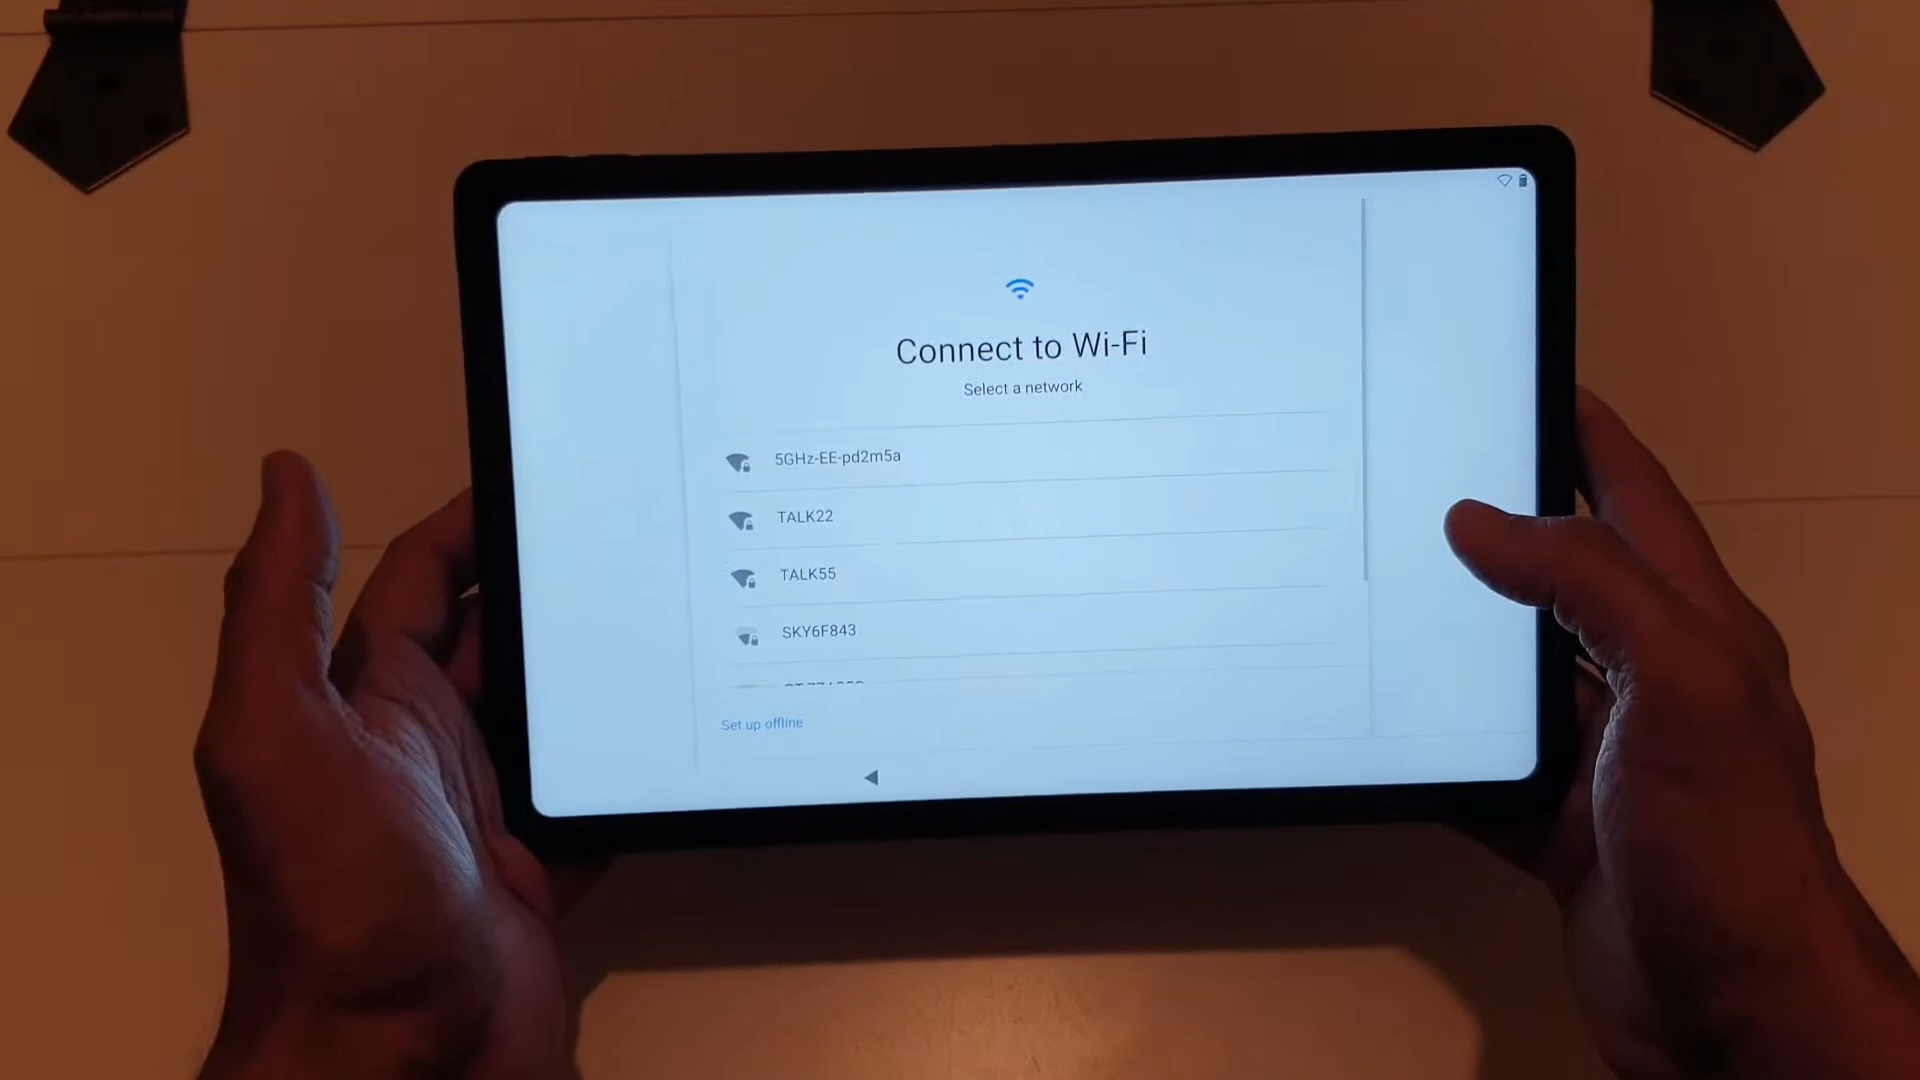 Connect to Wi-Fi
Select a network
5GHz-EE-pd2m5a
TALK22
TALK55
SKY6F843
Set up offline